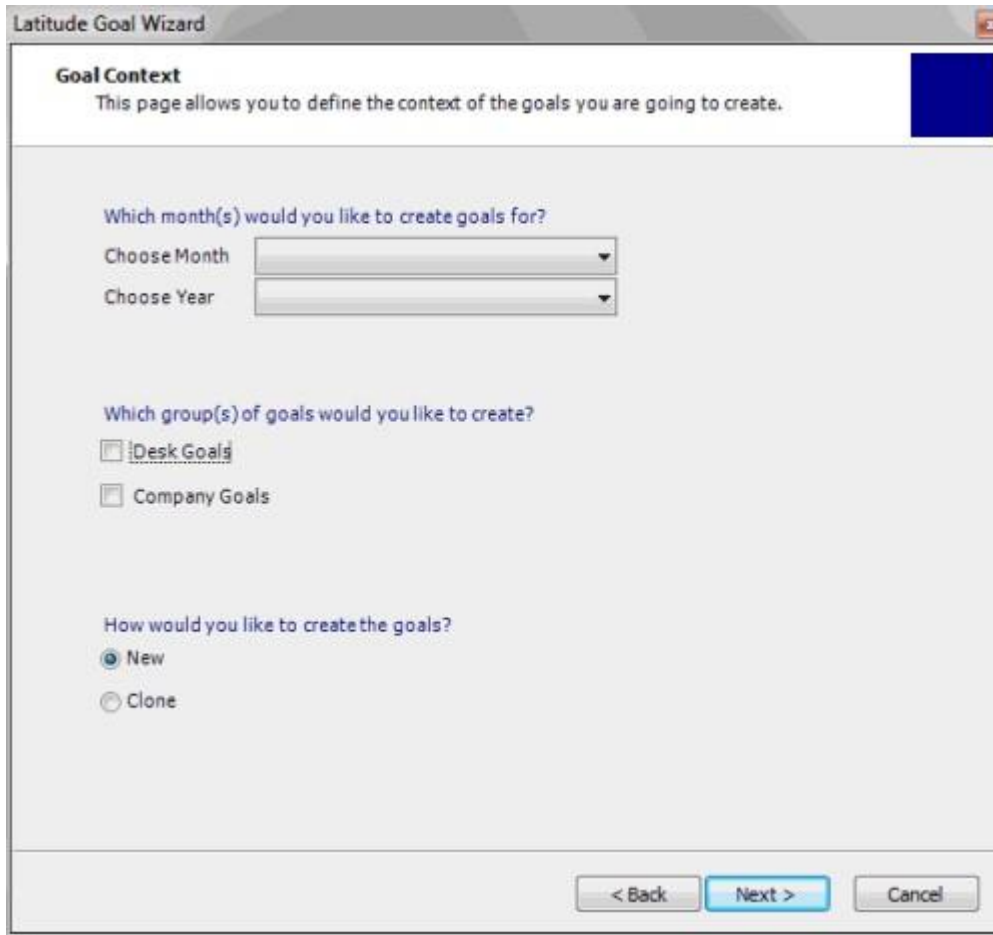 Latitude Goal Wizard
Goal Context
This page allows you to define the context of the goals you are going to create.
Which month(s) would you like to create goals for?
Choose Month
Choose Year
Which group(s) of goals would you like to create?
Desk Goals
Company Goals
How would you like to create the goals?
New
Clone
< Back Next > Cancel